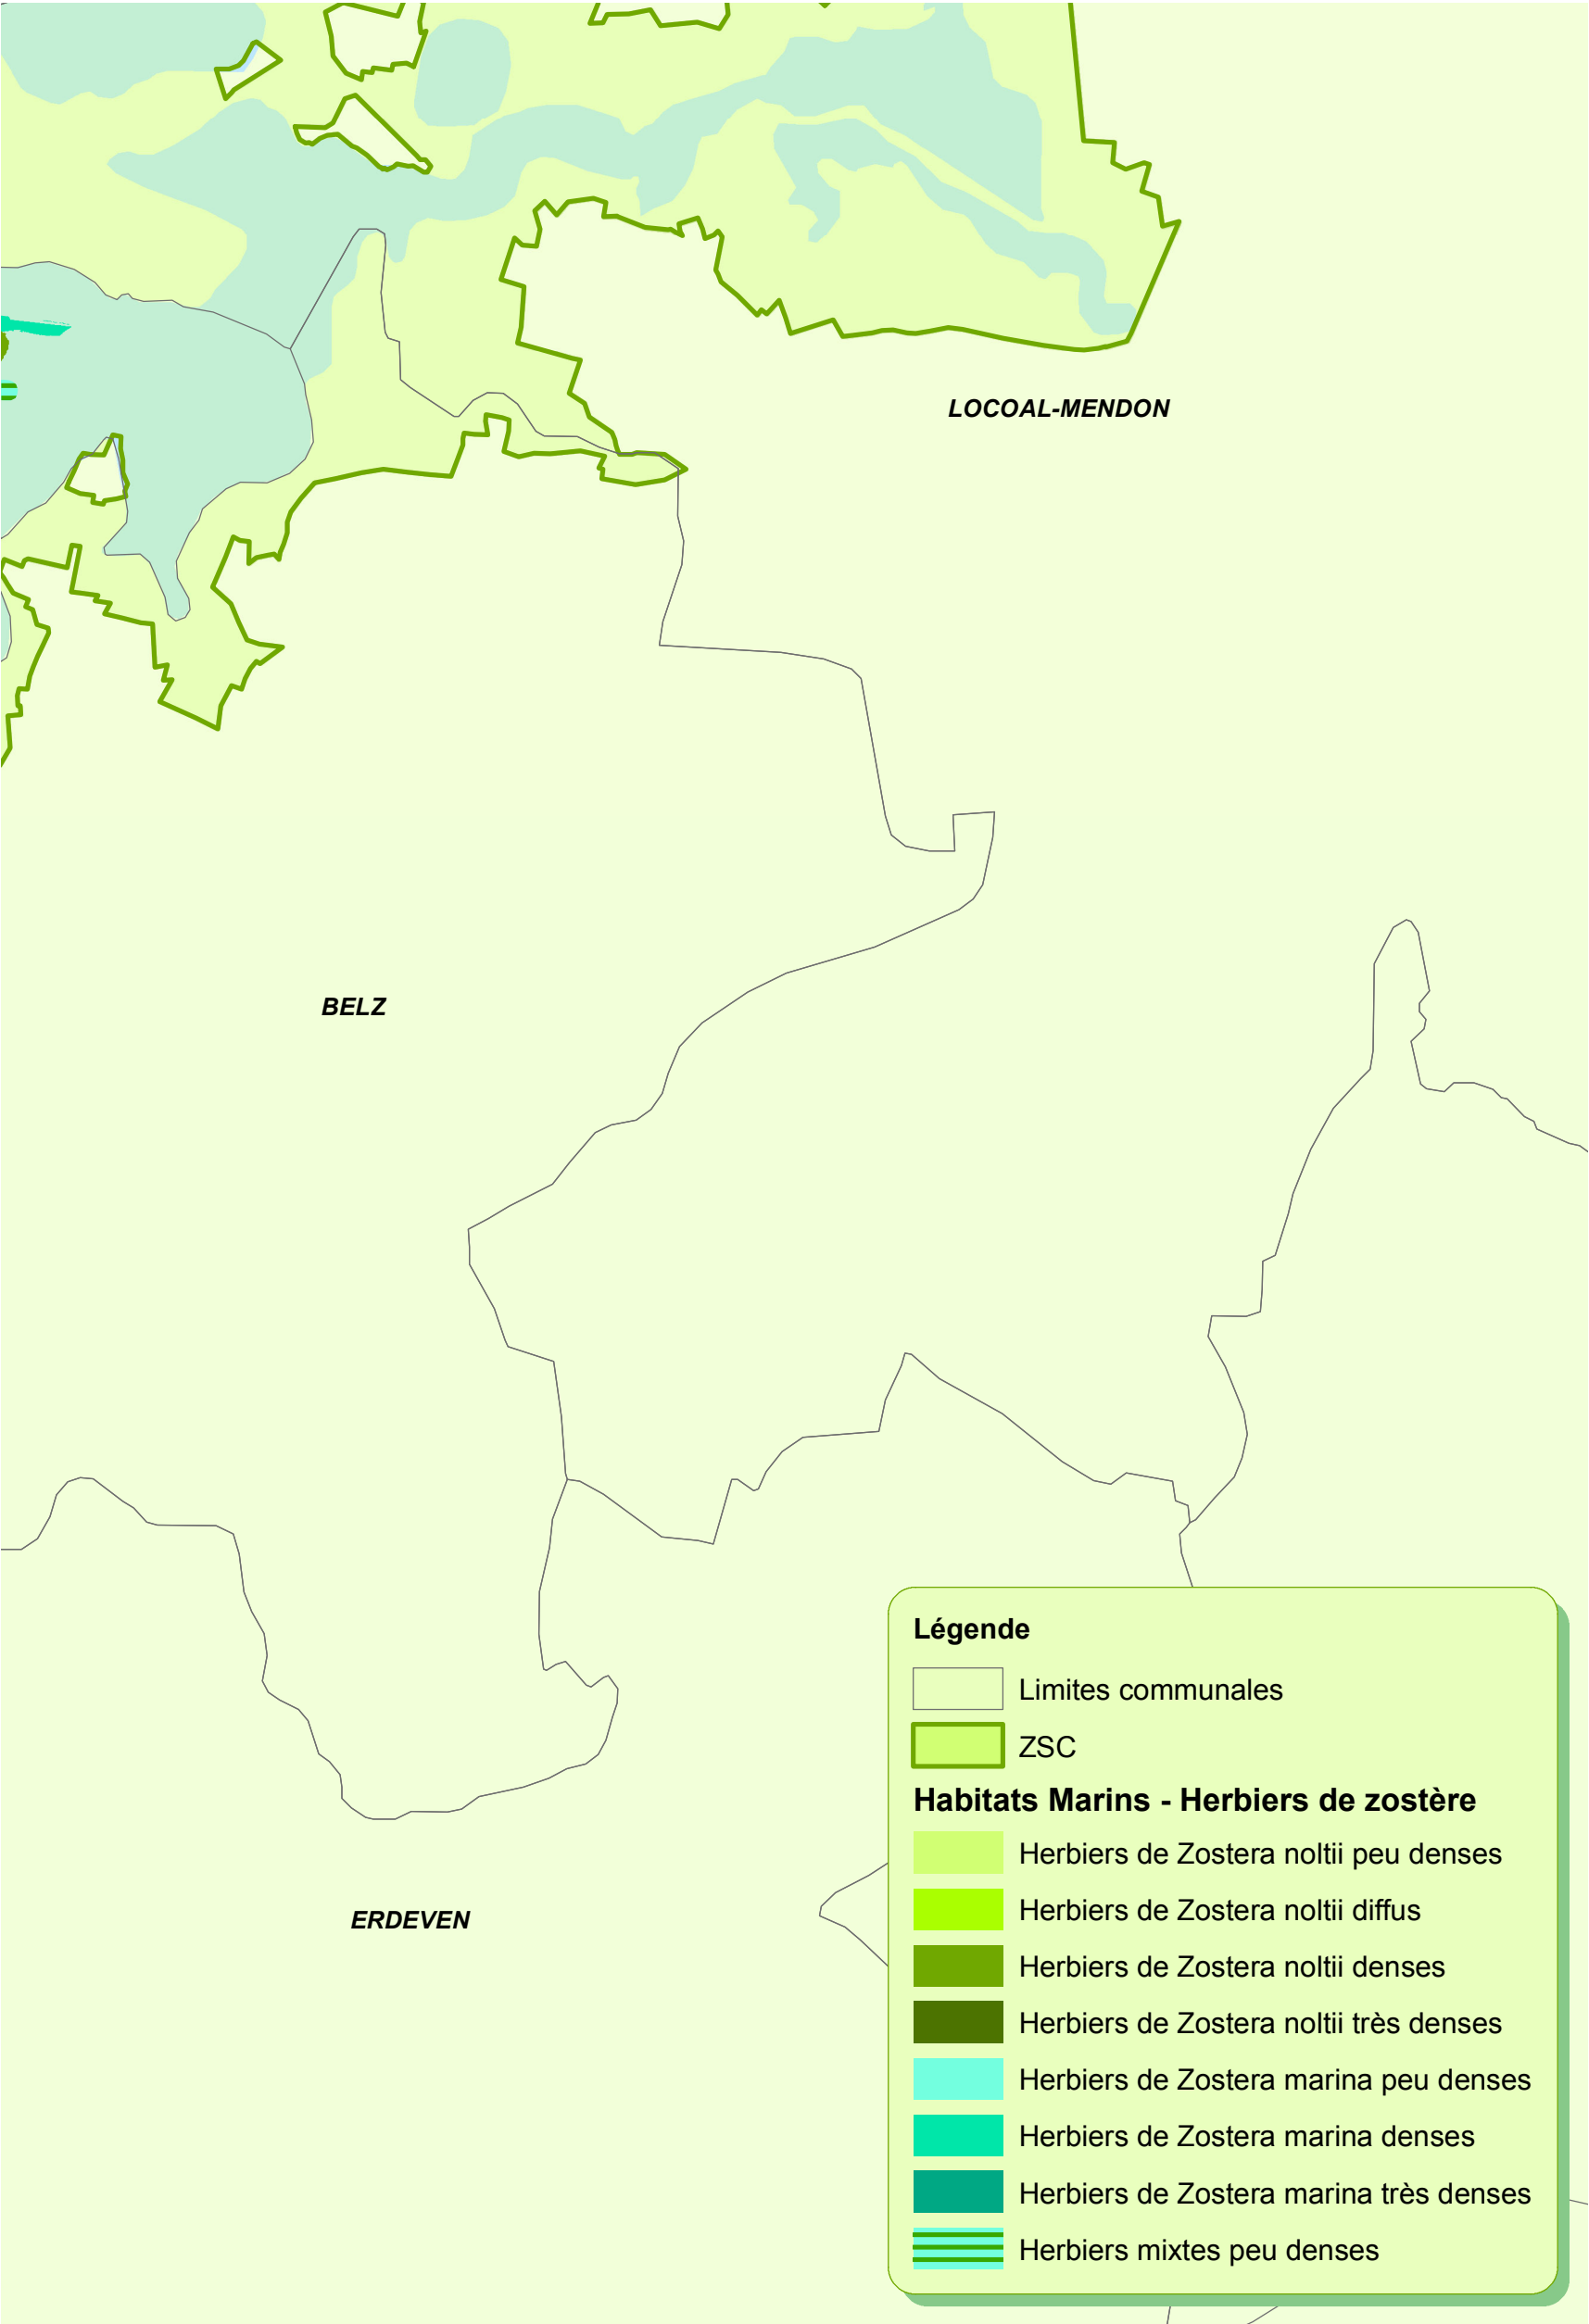 LOCOAL-MENDON
BELZ
ERDEVEN
Légende
Limites communales
ZSC
Habitats Marins - Herbiers de zostère
Herbiers de Zostera noltii peu denses
Herbiers de Zostera noltii diffus
Herbiers de Zostera noltii denses
Herbiers de Zostera noltii très denses
Herbiers de Zostera marina peu denses
Herbiers de Zostera marina denses
Herbiers de Zostera marina très denses
Herbiers mixtes peu denses